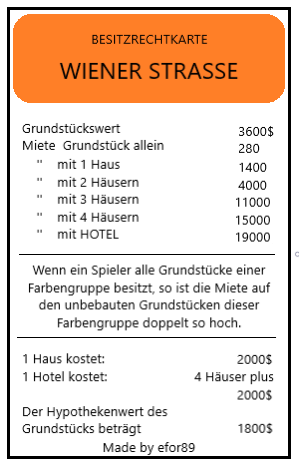 BESITZRECHTKARTE
WIENER STRASSE
Grundstückswert 3600$
Miete Grundstück allein 280
" mit 1 Haus 1400
" mit 2 Häusern 4000
" mit 3 Häusern 11000
" mit 4 Häusern 15000
" mit HOTEL 19000
Wenn ein Spieler alle Grundstücke einer
Farbengruppe besitzt, so ist die Miete auf
den unbebauten Grundstücken dieser
Farbengruppe doppelt so hoch.
1 Haus kostet: 2000$
1 Hotel kostet: 4 Häuser plus
2000$
Der Hypothekenwert des
Grundstücks beträgt 1800$
Made by efor89